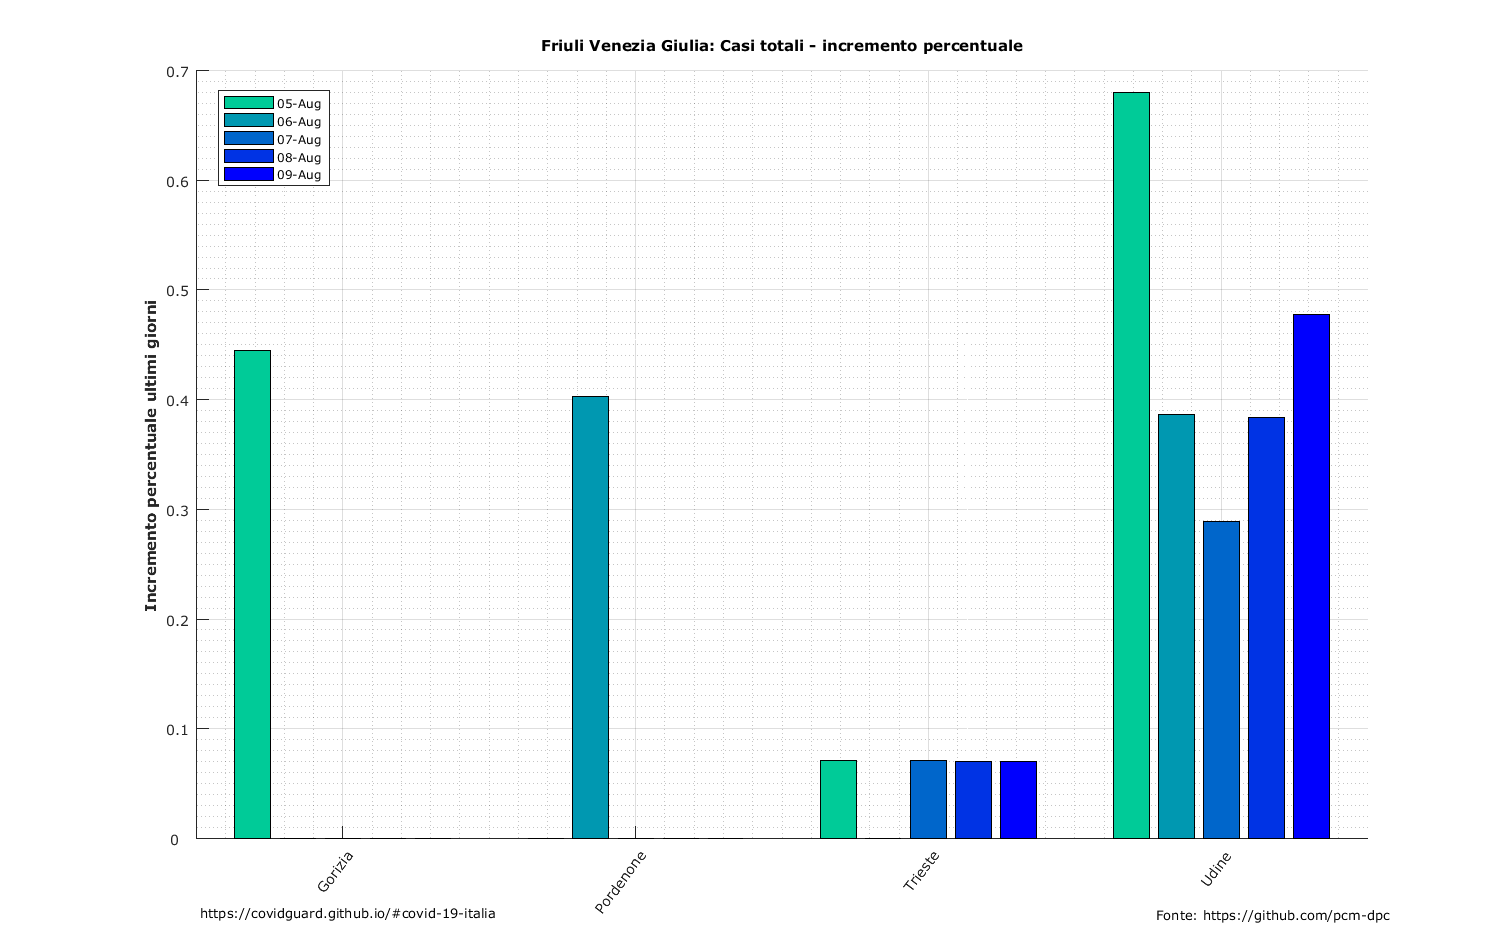 Friuli Venezia Giulia: Casi totali - incremento percentuale
0.7
0.6
0.5
0.4
0.3
0.2
0.1
0
Incremento percentuale ultimi giorni
05-Aug
06-Aug
07-Aug
08-Aug
09-Aug
Gorizia
Pordenone
Trieste
Udine
https://covidguard.github.io/#covid-19-italia
Fonte: https://github.com/pcm-dpc